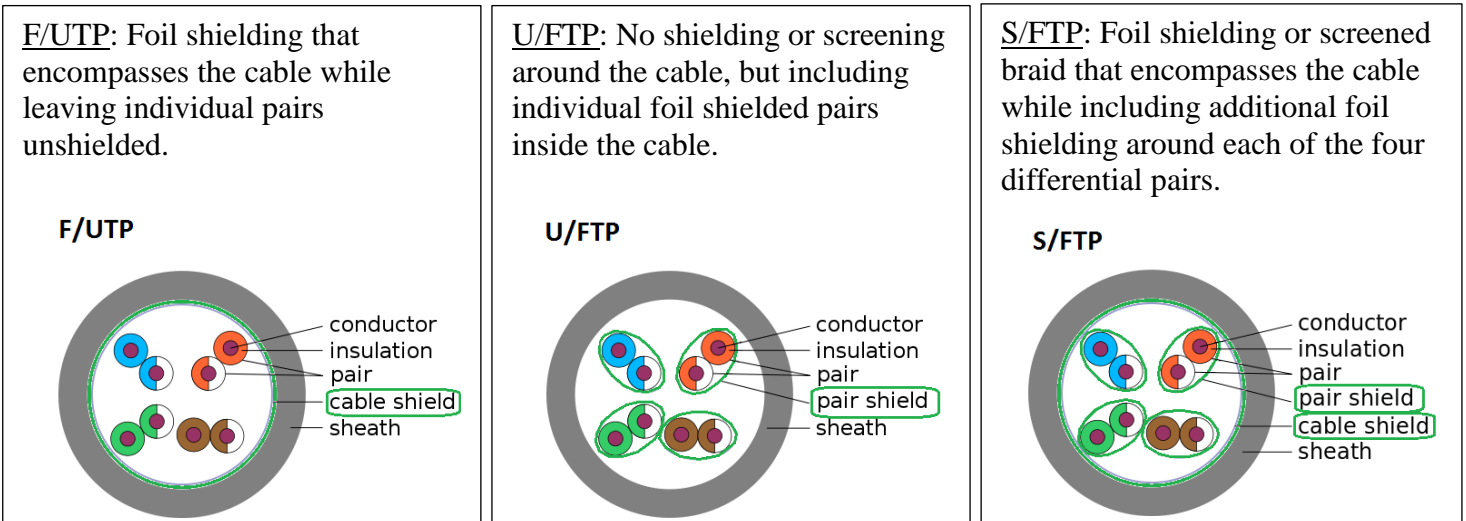 F/UTP: Foil shielding that
encompasses the cable while
leaving individual pairs
unshielded.
F/UTP
conductor
insulation
pair
cable shield
sheath
U/FTP: No shielding or screening
around the cable, but including
individual foil shielded pairs
inside the cable.
U/FTP
conductor
insulation
pair
pair shield
sheath
S/FTP: Foil shielding or screened
braid that encompasses the cable
while including additional foil
shielding around each of the four
differential pairs.
S/FTP
conductor
insulation
pair
pair shield
cable shield
sheath